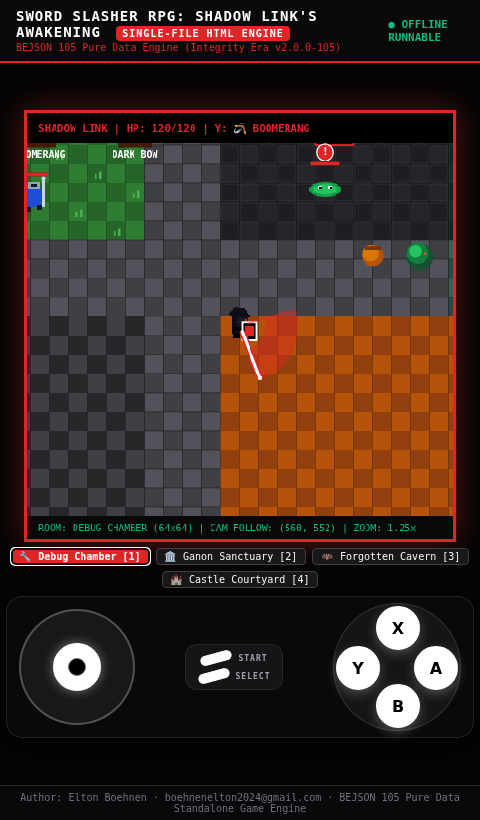 SWORD SLASHER RPG: SHADOW LINK'S
AWAKENING SINGLE-FILE HTML ENGINE
BEJSON 105 Pure Data Engine (Integrity Era v2.0.0-105)
● OFFLINE
RUNNABLE
SHADOW LINK | HP: 120/120 | Y: 🪃 BOOMERANG
OMERANG
DARK BOW
!
ROOM: DEBUG CHAMBER (64x64) | CAM FOLLOW: (560, 552) | ZOOM: 1.25x
🔧 Debug Chamber [1]
🏛️ Ganon Sanctuary [2]
🦇 Forgotten Cavern [3]
🏰 Castle Courtyard [4]
START
SELECT
X
Y
A
B
Author: Elton Boehnen · boehnenelton2024@gmail.com · BEJSON 105 Pure Data
Standalone Game Engine